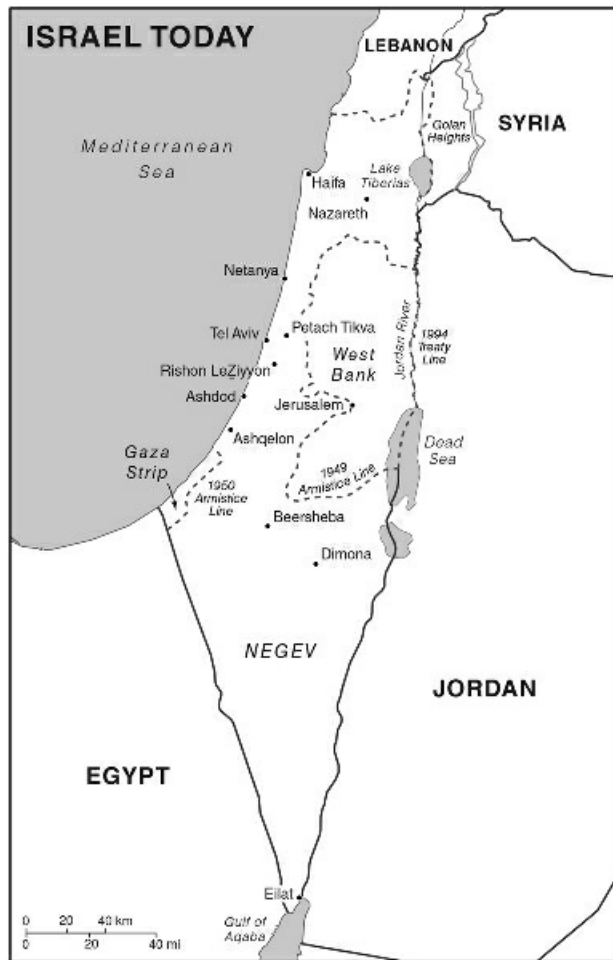 ISRAEL TODAY
LEBANON
SYRIA
Golan
Heights
Mediterranean
Sea
Lake
Tiberias
Haifa
Nazareth
Netanya
Tel Aviv
Petach Tikva
Jordan River
1994
Treaty
Line
West
Bank
Rishon LeẔiyyon
Ashdod
Jerusalem
Ashqelon
Dead
Sea
Gaza
Strip
1950
Armistice
Line
1949
Armistice Line
Beersheba
Dimona
NEGEV
JORDAN
EGYPT
Eilat
Gulf of
Aqaba
0 20 40 km
0 20 40 mi